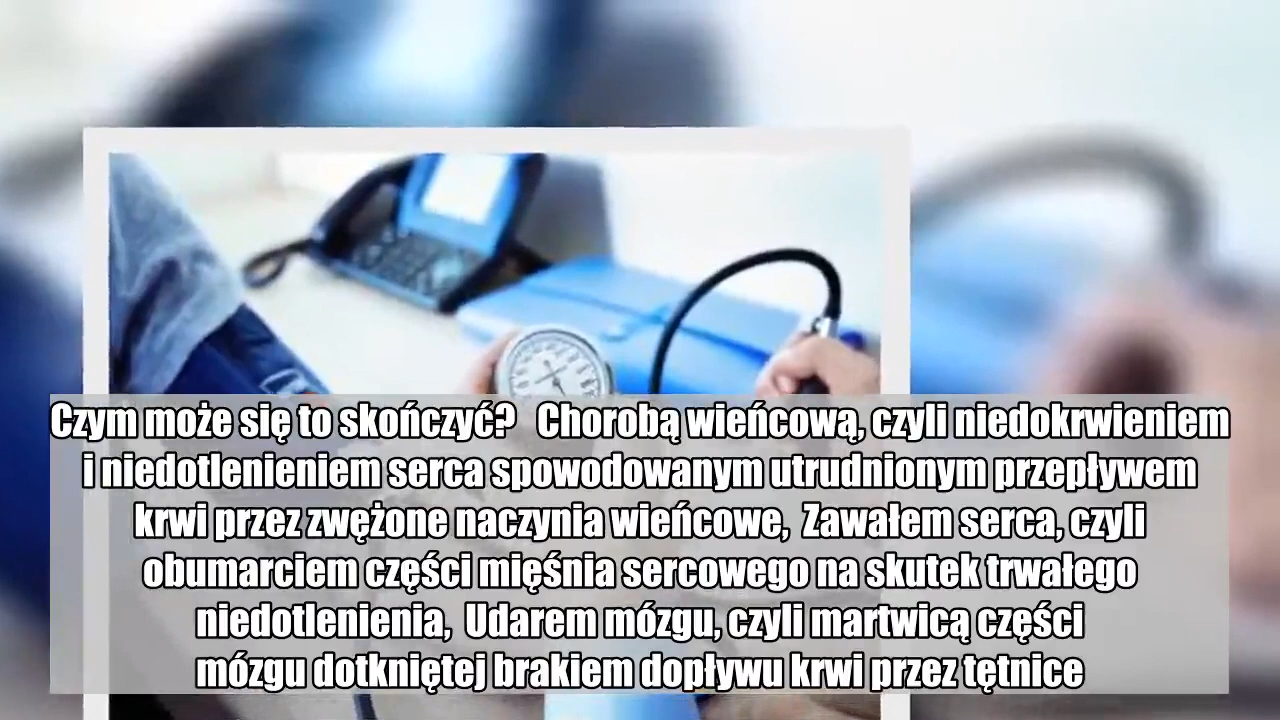 Czym może się to skończyć? Chorobą wieńcową, czyli niedokrwieniem
i niedotlenieniem serca spowodowanym utrudnionym przepływem
krwi przez zwężone naczynia wieńcowe, Zawałem serca, czyli
obumarciem części mięśnia sercowego na skutek trwałego
niedotlenienia, Udarem mózgu, czyli martwicą części
mózgu dotkniętej brakiem dopływu krwi przez tętnice